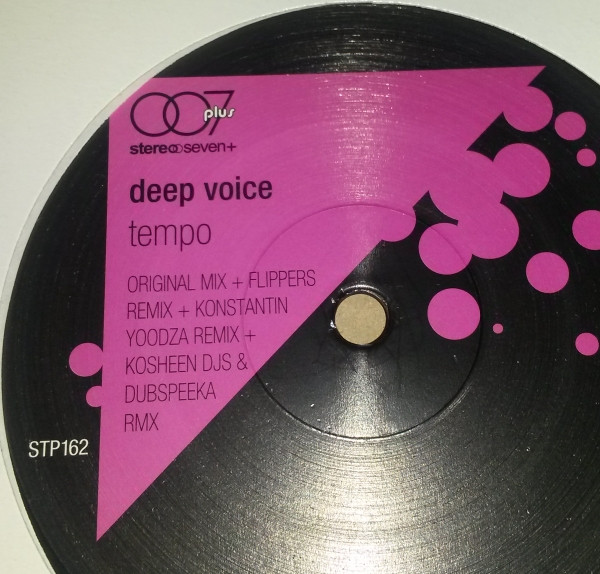 007
plus
stereo seven+
deep voice
tempo
ORIGINAL MIX + FLIPPERS
REMIX + KONSTANTIN
YOODZA REMIX +
KOSHEEN DJS &
DUBSPEEKA
RMX
STP162